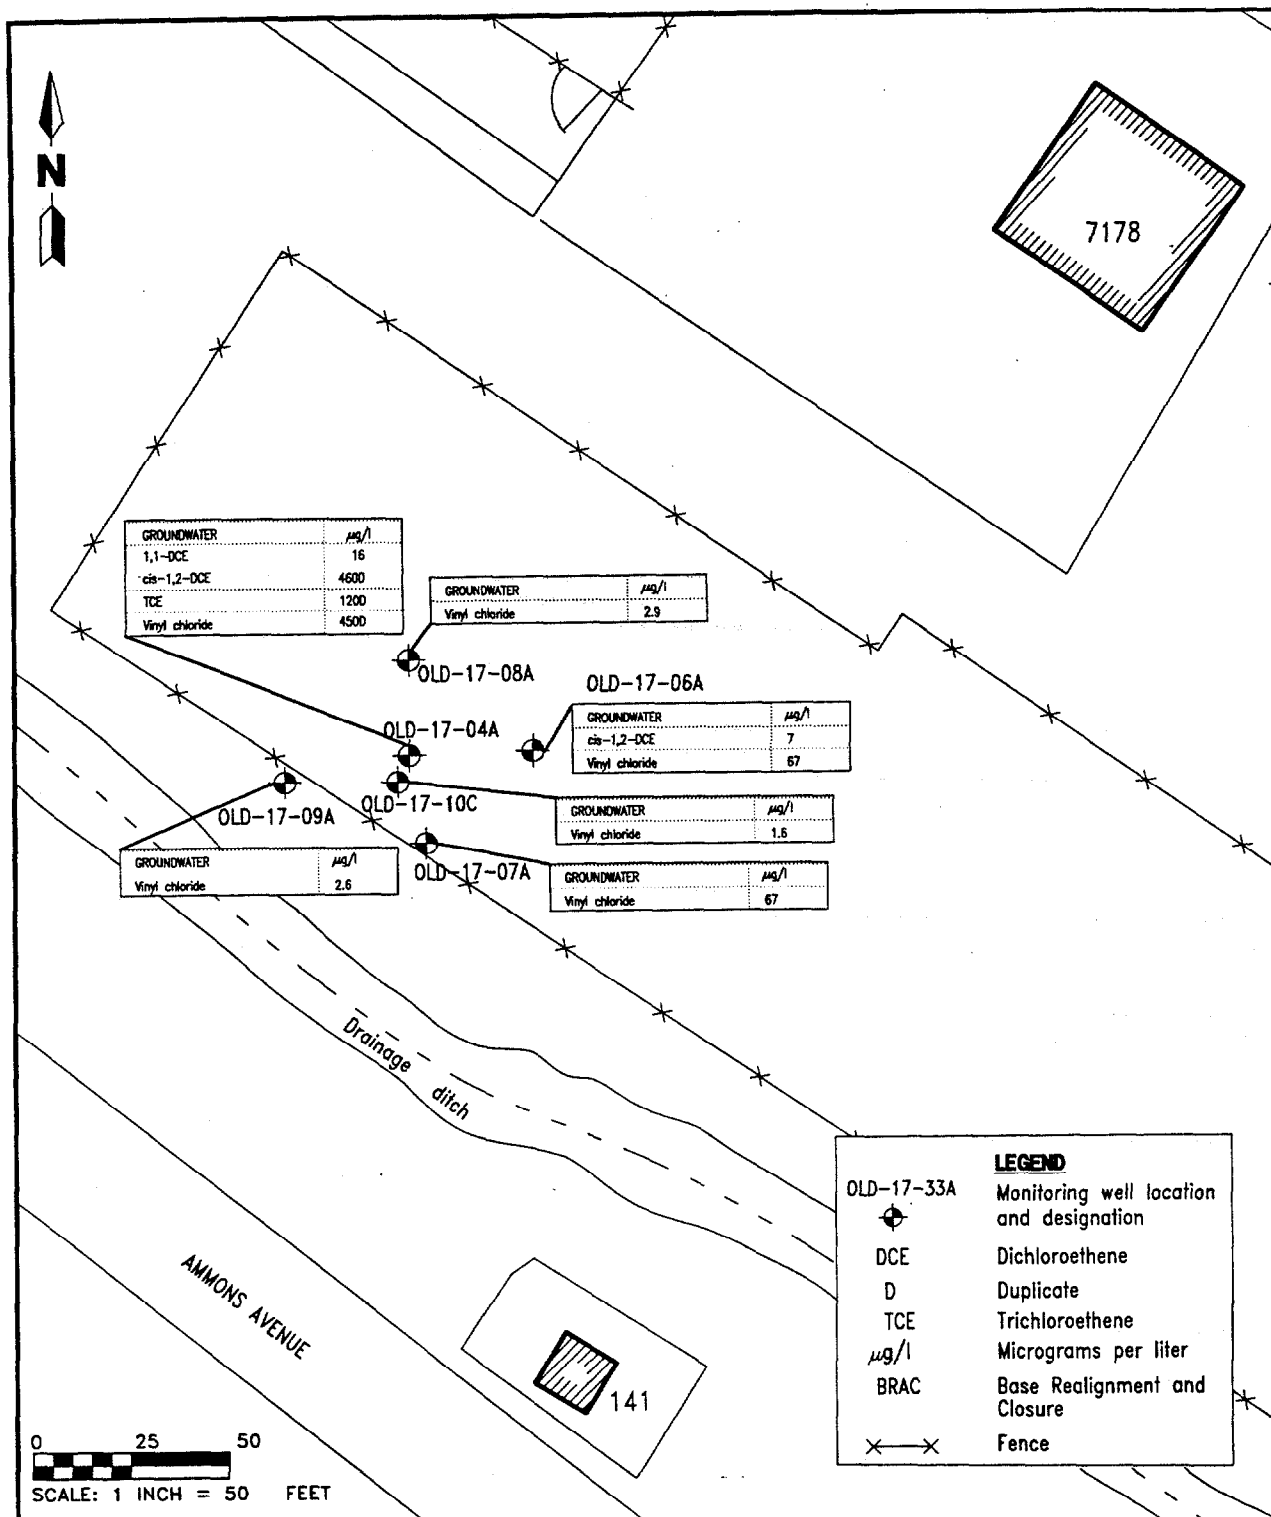 N
7178
GROUNDWATER μg/l
1,1-DCE 16
cis-1,2-DCE 4600
TCE 1200
Vinyl chloride 4500
GROUNDWATER μg/l
Vinyl chloride 2.9
OLD-17-08A
OLD-17-06A
GROUNDWATER μg/l
cis-1,2-DCE 7
Vinyl chloride 67
OLD-17-04A
OLD-17-10C
GROUNDWATER μg/l
Vinyl chloride 1.6
OLD-17-09A
GROUNDWATER μg/l
Vinyl chloride 2.6
OLD-17-07A
GROUNDWATER μg/l
Vinyl chloride 67
Drainage
ditch
AMMONS AVENUE
141
LEGEND
OLD-17-33A Monitoring well location
and designation
DCE Dichloroethene
D Duplicate
TCE Trichloroethene
μg/l Micrograms per liter
BRAC Base Realignment and
Closure
Fence
0 25 50
SCALE: 1 INCH = 50 FEET